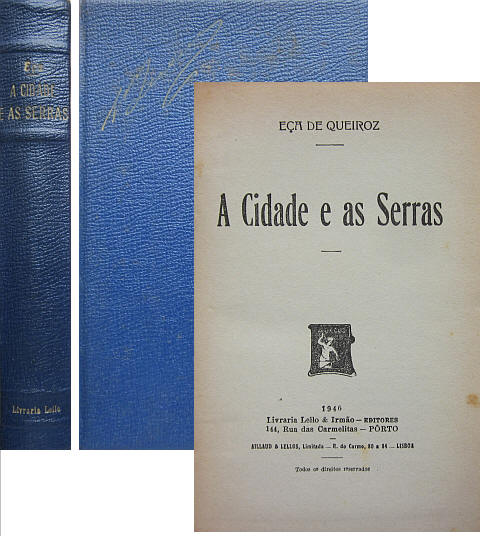 Eça
A CIDADE
E AS SERRAS
Livraria Lello
EÇA DE QUEIROZ
A Cidade e as Serras
1946
Livraria Lello & Irmão — EDITORES
144, Rua das Carmelitas — PÔRTO
AILLAUD & LELLOS, Limitada — R. do Carmo, 80 a 84 — LISBOA
Todos os direitos reservados